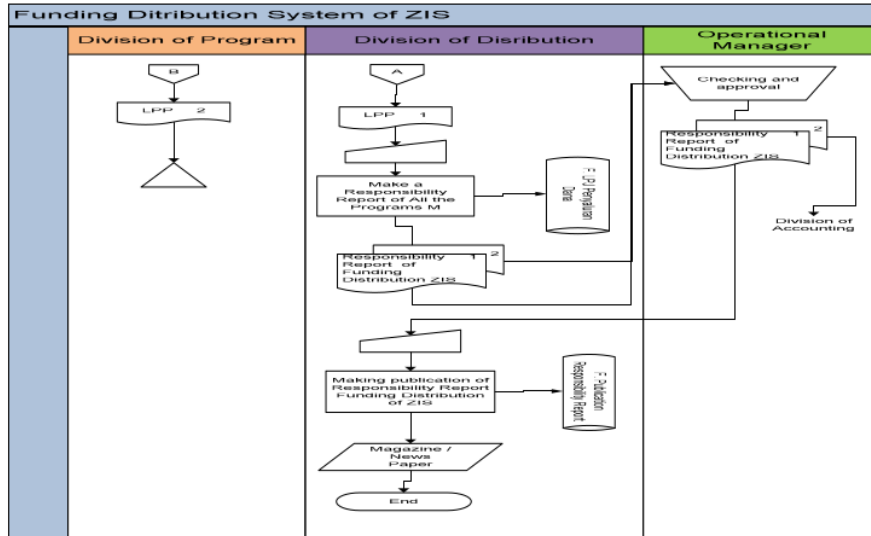 Funding Ditribution System of ZIS
Division of Program
Division of Disribution
Operational
Manager
B
LPP 2
A
LPP 1
Make a
Responsibility
Report of All the
Programs M
F. LPJ Penyaluran
Dana
Responsibility 1
Report of
Funding
Distribution ZIS
2
Making publication of
Responsibility Report
Funding Distribution
of ZIS
F. Publication
Responsibility Report
Magazine /
News
Paper
End
Checking and
approval
Responsibility 1
Report of
Funding
Distribution ZIS
2
Division of
Accounting